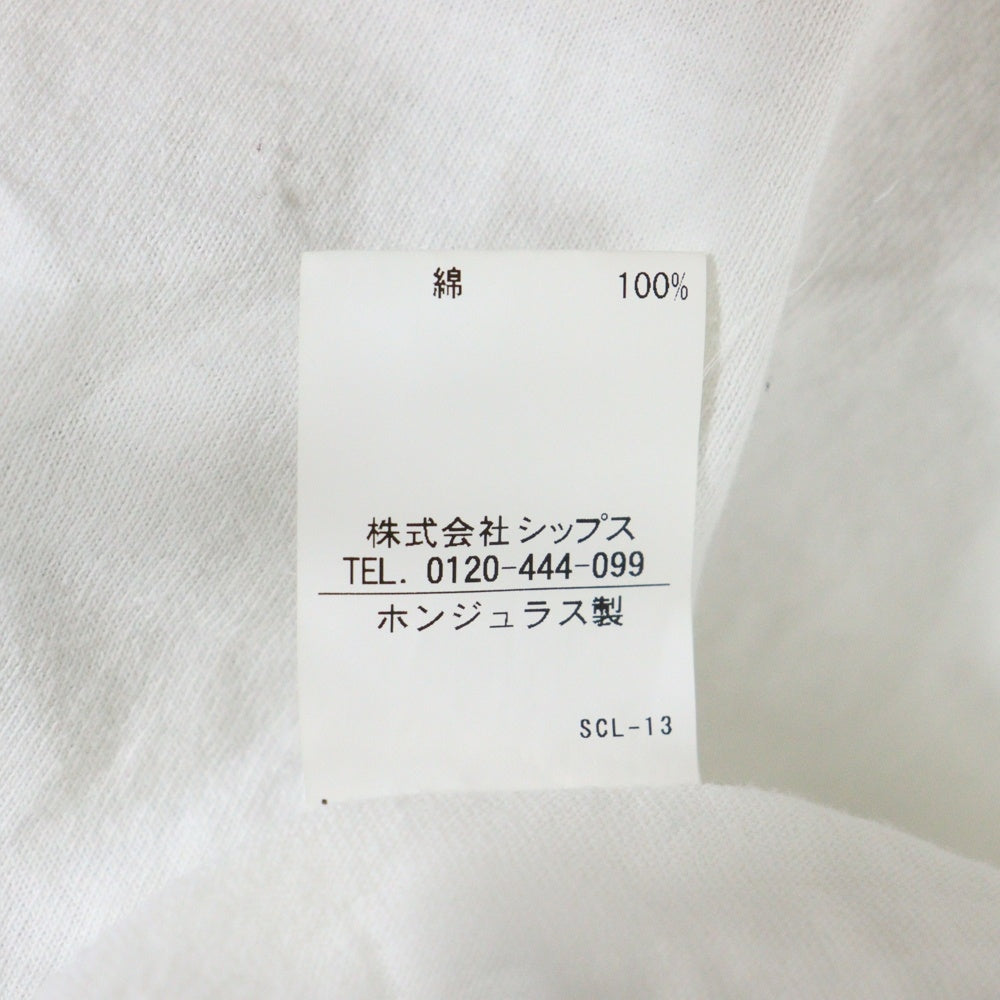 綿 100%
株式会社シップス
TEL. 0120-444-099
ホンジュラス製
SCL-13